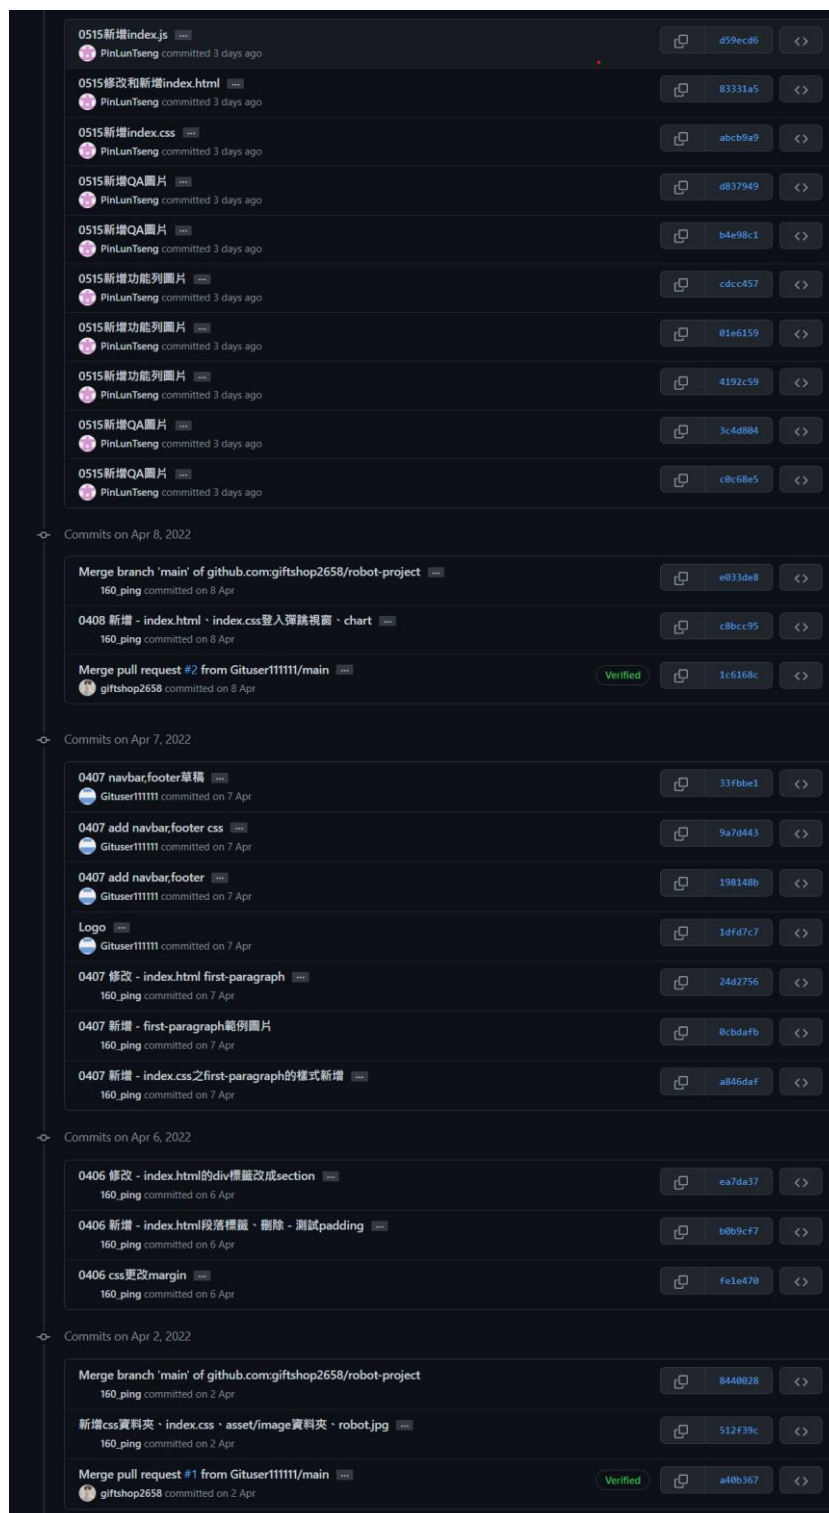 0515新增index.js
PinLunTseng committed 3 days ago
d59ecd6
0515修改和新增index.html
PinLunTseng committed 3 days ago
83331a5
0515新增index.css
PinLunTseng committed 3 days ago
abcb9a9
0515新增QA圖片
PinLunTseng committed 3 days ago
d837949
0515新增QA圖片
PinLunTseng committed 3 days ago
b4e98c1
0515新增功能列圖片
PinLunTseng committed 3 days ago
cdcc457
0515新增功能列圖片
PinLunTseng committed 3 days ago
01e6159
0515新增功能列圖片
PinLunTseng committed 3 days ago
4192c59
0515新增QA圖片
PinLunTseng committed 3 days ago
3c4d804
0515新增QA圖片
PinLunTseng committed 3 days ago
c0c68e5
Commits on Apr 8, 2022
Merge branch 'main' of github.com:giftshop2658/robot-project
160_ping committed on 8 Apr
e033de8
0408 新增 - index.html、index.css登入彈跳視窗、chart
160_ping committed on 8 Apr
c8bcc95
Merge pull request #2 from Gituser111111/main
giftshop2658 committed on 8 Apr
Verified
1c6168c
Commits on Apr 7, 2022
0407 navbar,footer草稿
Gituser111111 committed on 7 Apr
33fbbe1
0407 add navbar,footer css
Gituser111111 committed on 7 Apr
9a7d443
0407 add navbar,footer
Gituser111111 committed on 7 Apr
198148b
Logo
Gituser111111 committed on 7 Apr
1dfd7c7
0407 修改 - index.html first-paragraph
160_ping committed on 7 Apr
24d2756
0407 新增 - first-paragraph範例圖片
160_ping committed on 7 Apr
0cbdafb
0407 新增 - index.css之first-paragraph的樣式新增
160_ping committed on 7 Apr
a846daf
Commits on Apr 6, 2022
0406 修改 - index.html的div標籤改成section
160_ping committed on 6 Apr
ea7da37
0406 新增 - index.html段落標籤、刪除 - 測試padding
160_ping committed on 6 Apr
b0b9cf7
0406 css更改margin
160_ping committed on 6 Apr
fe1e470
Commits on Apr 2, 2022
Merge branch 'main' of github.com:giftshop2658/robot-project
160_ping committed on 2 Apr
8440028
新增css資料夾、index.css、asset/image資料夾、robot.jpg
160_ping committed on 2 Apr
512f39c
Merge pull request #1 from Gituser111111/main
giftshop2658 committed on 2 Apr
Verified
a40b367